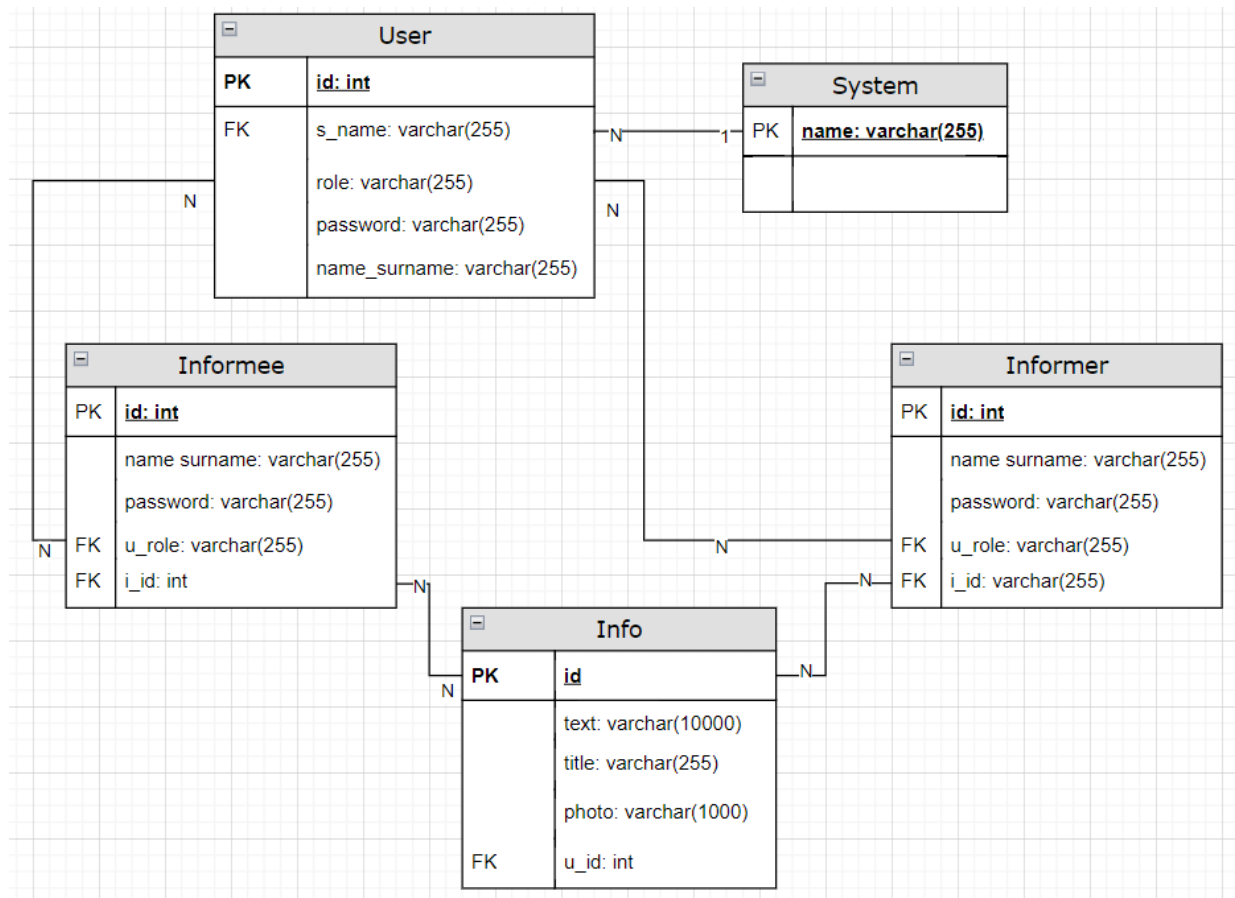 User
PK id: int
FK s_name: varchar(255)
role: varchar(255)
password: varchar(255)
name_surname: varchar(255)
N 1
System
PK name: varchar(255)
N
N
Informee
PK id: int
name surname: varchar(255)
password: varchar(255)
FK u_role: varchar(255)
FK i_id: int
N
N
Informer
PK id: int
name surname: varchar(255)
password: varchar(255)
FK u_role: varchar(255)
FK i_id: varchar(255)
N
N
Info
PK id
text: varchar(10000)
title: varchar(255)
photo: varchar(1000)
FK u_id: int
N
N